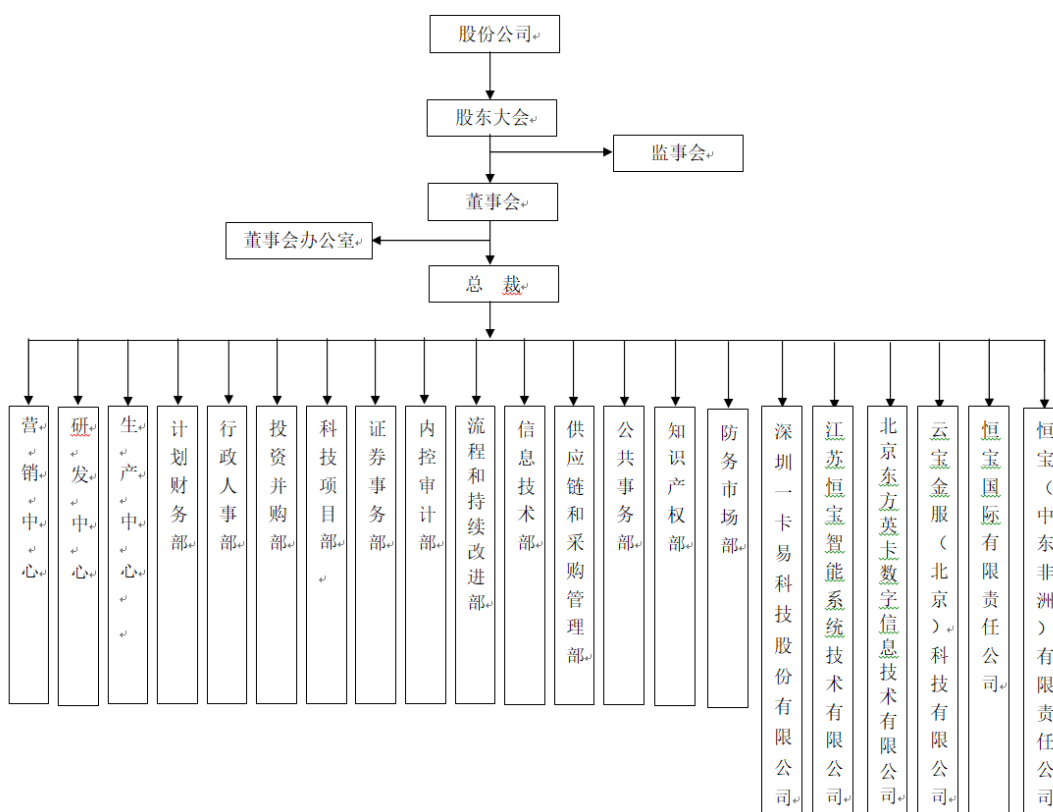 股份公司
股东大会
监事会
董事会
董事会办公室
总 裁
营销中心
研发中心
生产中心
计划财务部
行政人事部
投资并购部
科技项目部
证券事务部
内控审计部
流程和持续改进部
信息技术部
供应链和采购管理部
公共事务部
知识产权部
防务市场部
深圳一卡易科技股份有限公司
江苏恒宝智能系统技术有限公司
北京东方英卡数字信息技术有限公司
云宝金服（北京）科技有限公司
恒宝国际有限责任公司
恒宝（中东非洲）有限责任公司